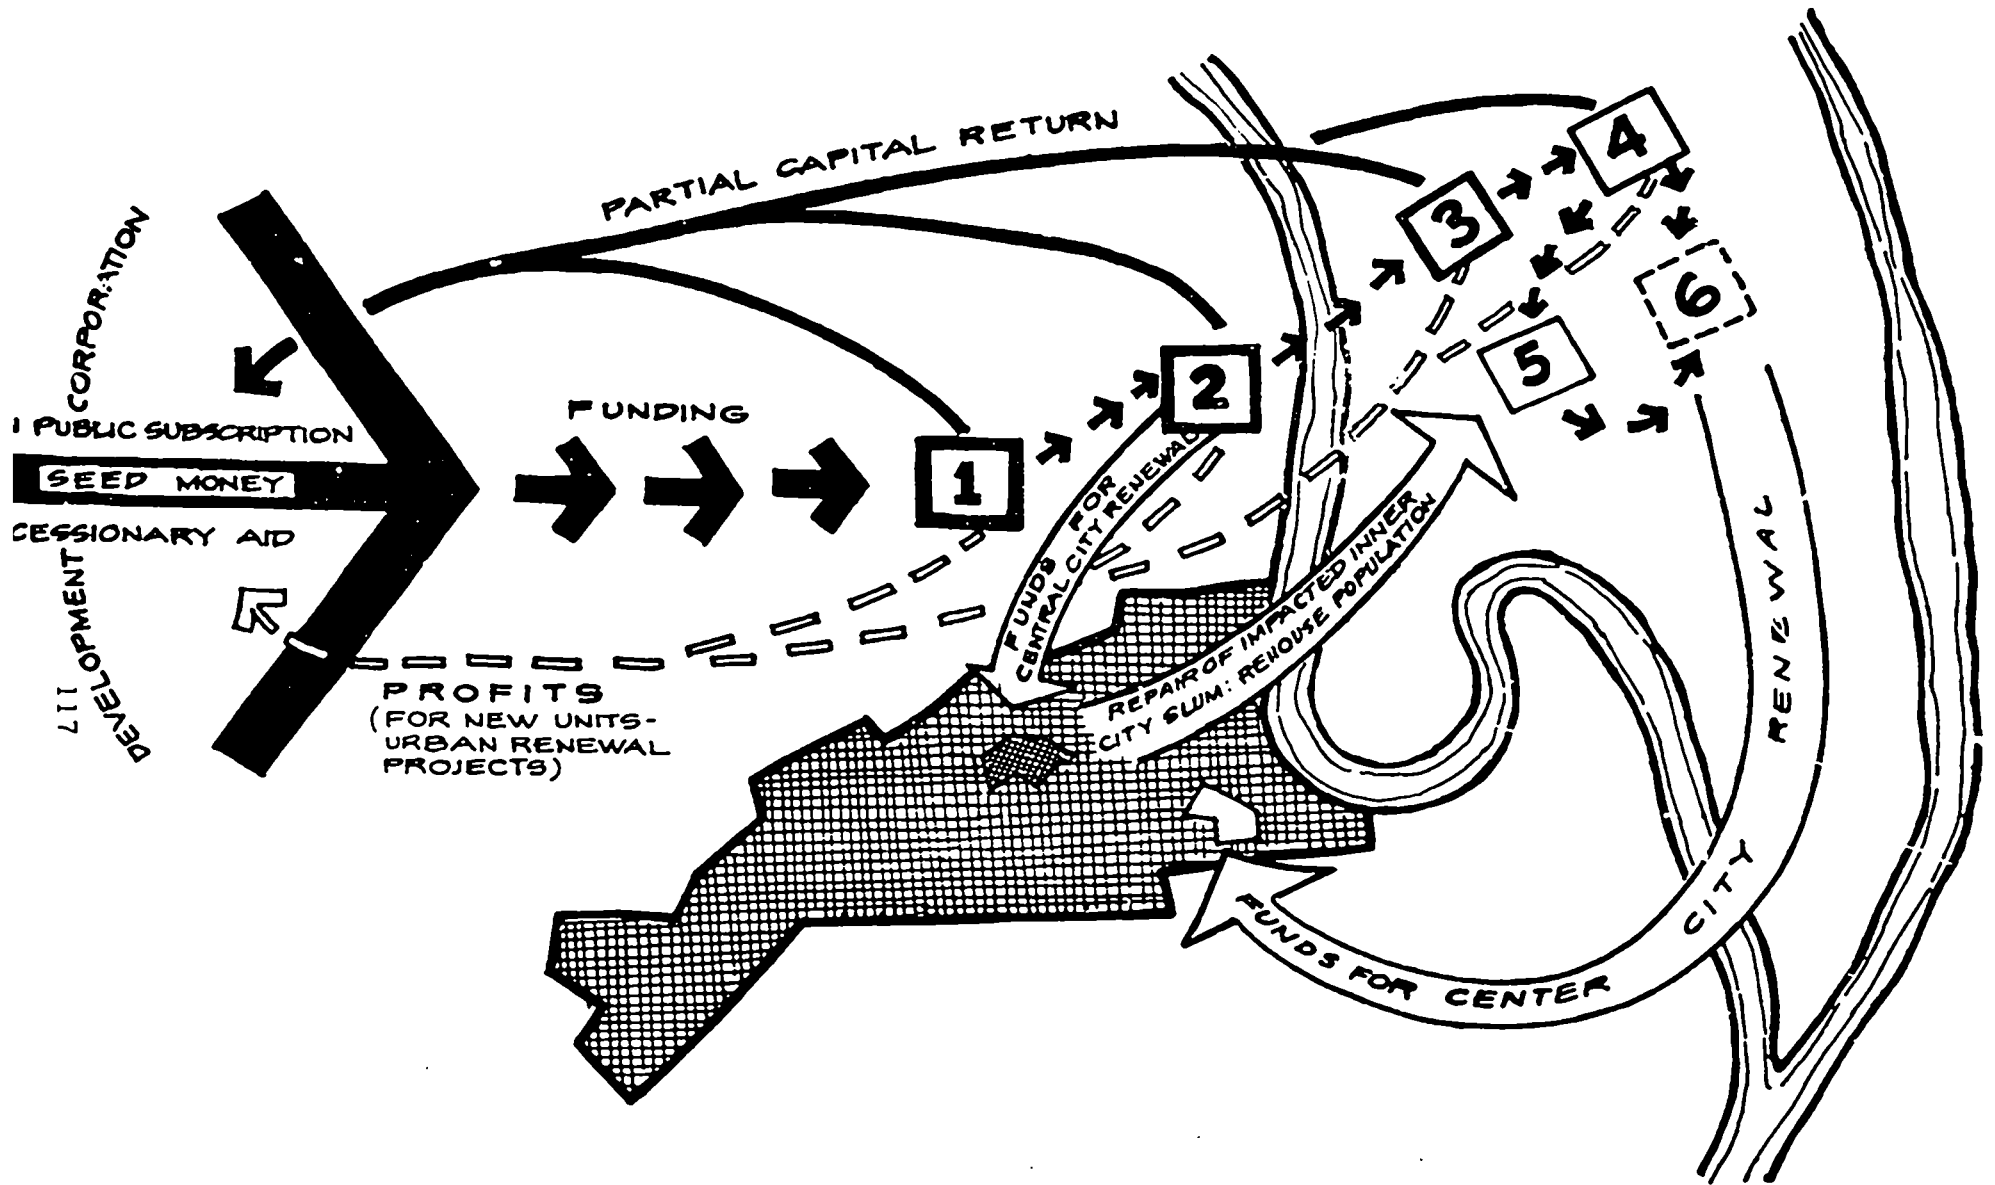 PARTIAL CAPITAL RETURN
CORPORATION
PUBLIC SUBSCRIPTION
SEED MONEY
CESSIONARY AID
DEVELOPMENT
117
FUNDING
1
2
3
4
5
6
FUNDS FOR
CENTRAL CITY RENEWAL
REPAIR OF IMPACTED INNER
CITY SLUM: REHOUSE POPULATION
PROFITS
(FOR NEW UNITS-
URBAN RENEWAL
PROJECTS)
FUNDS FOR CENTER CITY RENEWAL